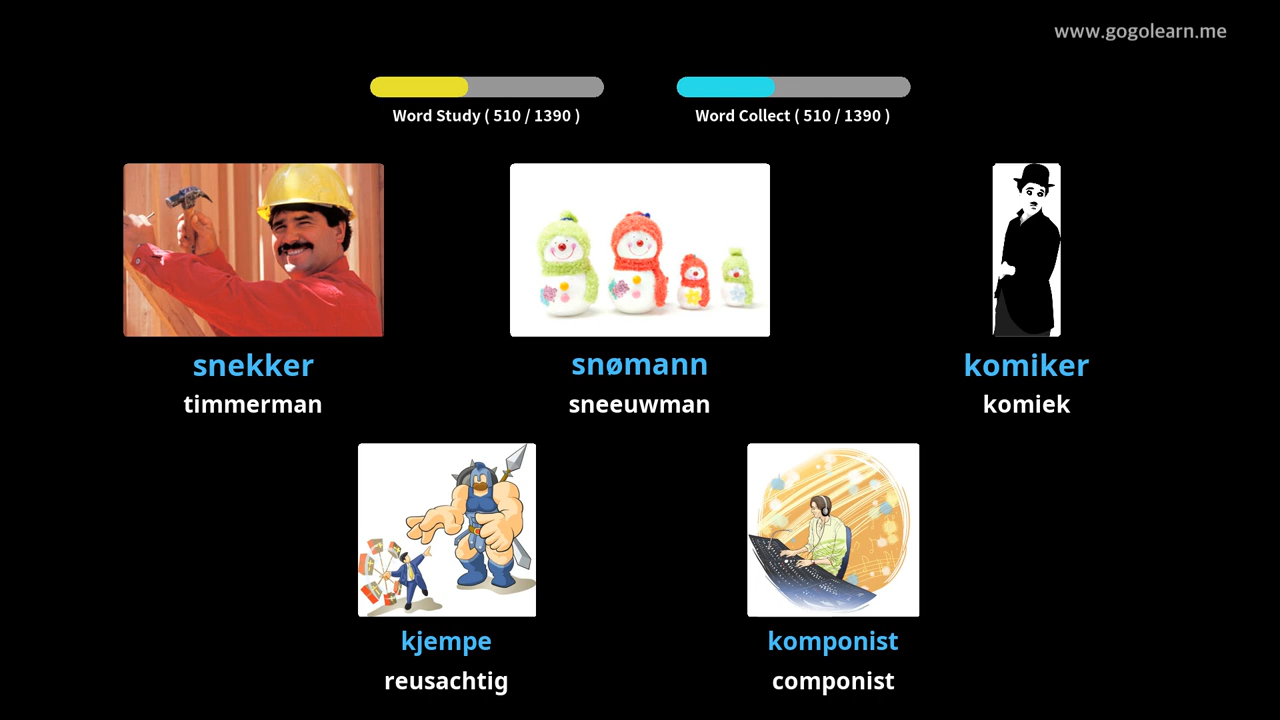 www.gogolearn.me
Word Study ( 510 / 1390 )
Word Collect ( 510 / 1390 )
snekker
timmerman
snømann
sneeuwman
komiker
komiek
kjempe
reusachtig
komponist
componist